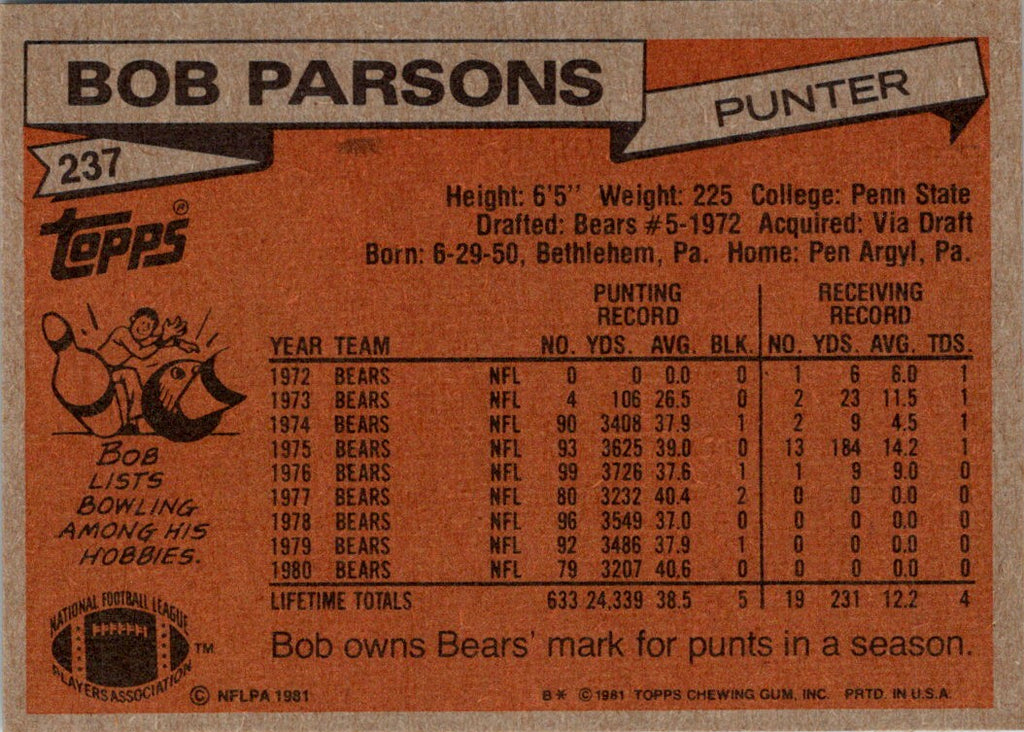 BOB PARSONS
PUNTER
237
TOPPS®
Height: 6'5'' Weight: 225 College: Penn State
Drafted: Bears #5-1972 Acquired: Via Draft
Born: 6-29-50, Bethlehem, Pa. Home: Pen Argyl, Pa.
PUNTING RECEIVING
RECORD RECORD
YEAR TEAM NO. YDS. AVG. BLK. NO. YDS. AVG. TDS.
1972 BEARS NFL 0 0 0.0 0 1 6 6.0 1
1973 BEARS NFL 4 106 26.5 0 2 23 11.5 1
1974 BEARS NFL 90 3408 37.9 1 2 9 4.5 1
1975 BEARS NFL 93 3625 39.0 0 13 184 14.2 1
1976 BEARS NFL 99 3726 37.6 1 1 9 9.0 0
1977 BEARS NFL 80 3232 40.4 2 0 0 0.0 0
1978 BEARS NFL 96 3549 37.0 0 0 0 0.0 0
1979 BEARS NFL 92 3486 37.9 1 0 0 0.0 0
1980 BEARS NFL 79 3207 40.6 0 0 0 0.0 0
LIFETIME TOTALS 633 24,339 38.5 5 19 231 12.2 4
BOB
LISTS
BOWLING
AMONG HIS
HOBBIES.
Bob owns Bears' mark for punts in a season.
NATIONAL FOOTBALL LEAGUE
PLAYERS ASSOCIATION
TM
© NFLPA 1981
B* © 1981 TOPPS CHEWING GUM, INC. PRTD. IN U.S.A.